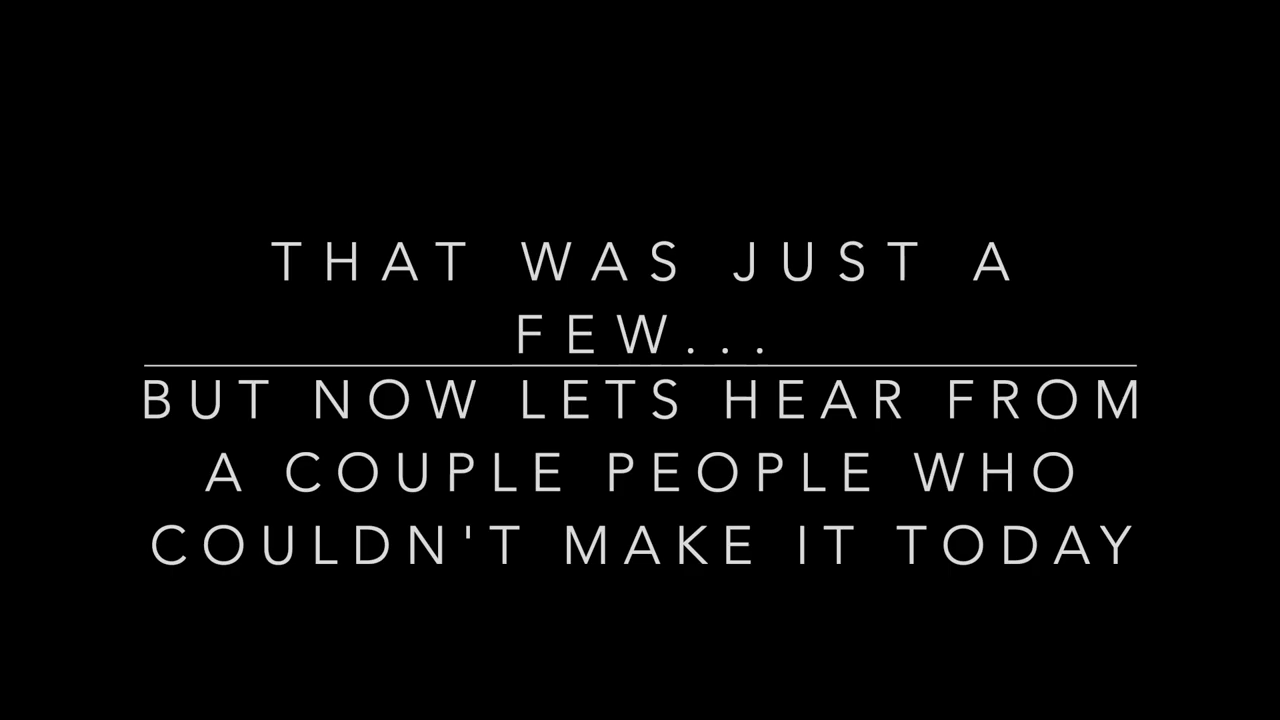 THAT WAS JUST A
FEW...
BUT NOW LETS HEAR FROM
A COUPLE PEOPLE WHO
COULDN'T MAKE IT TODAY